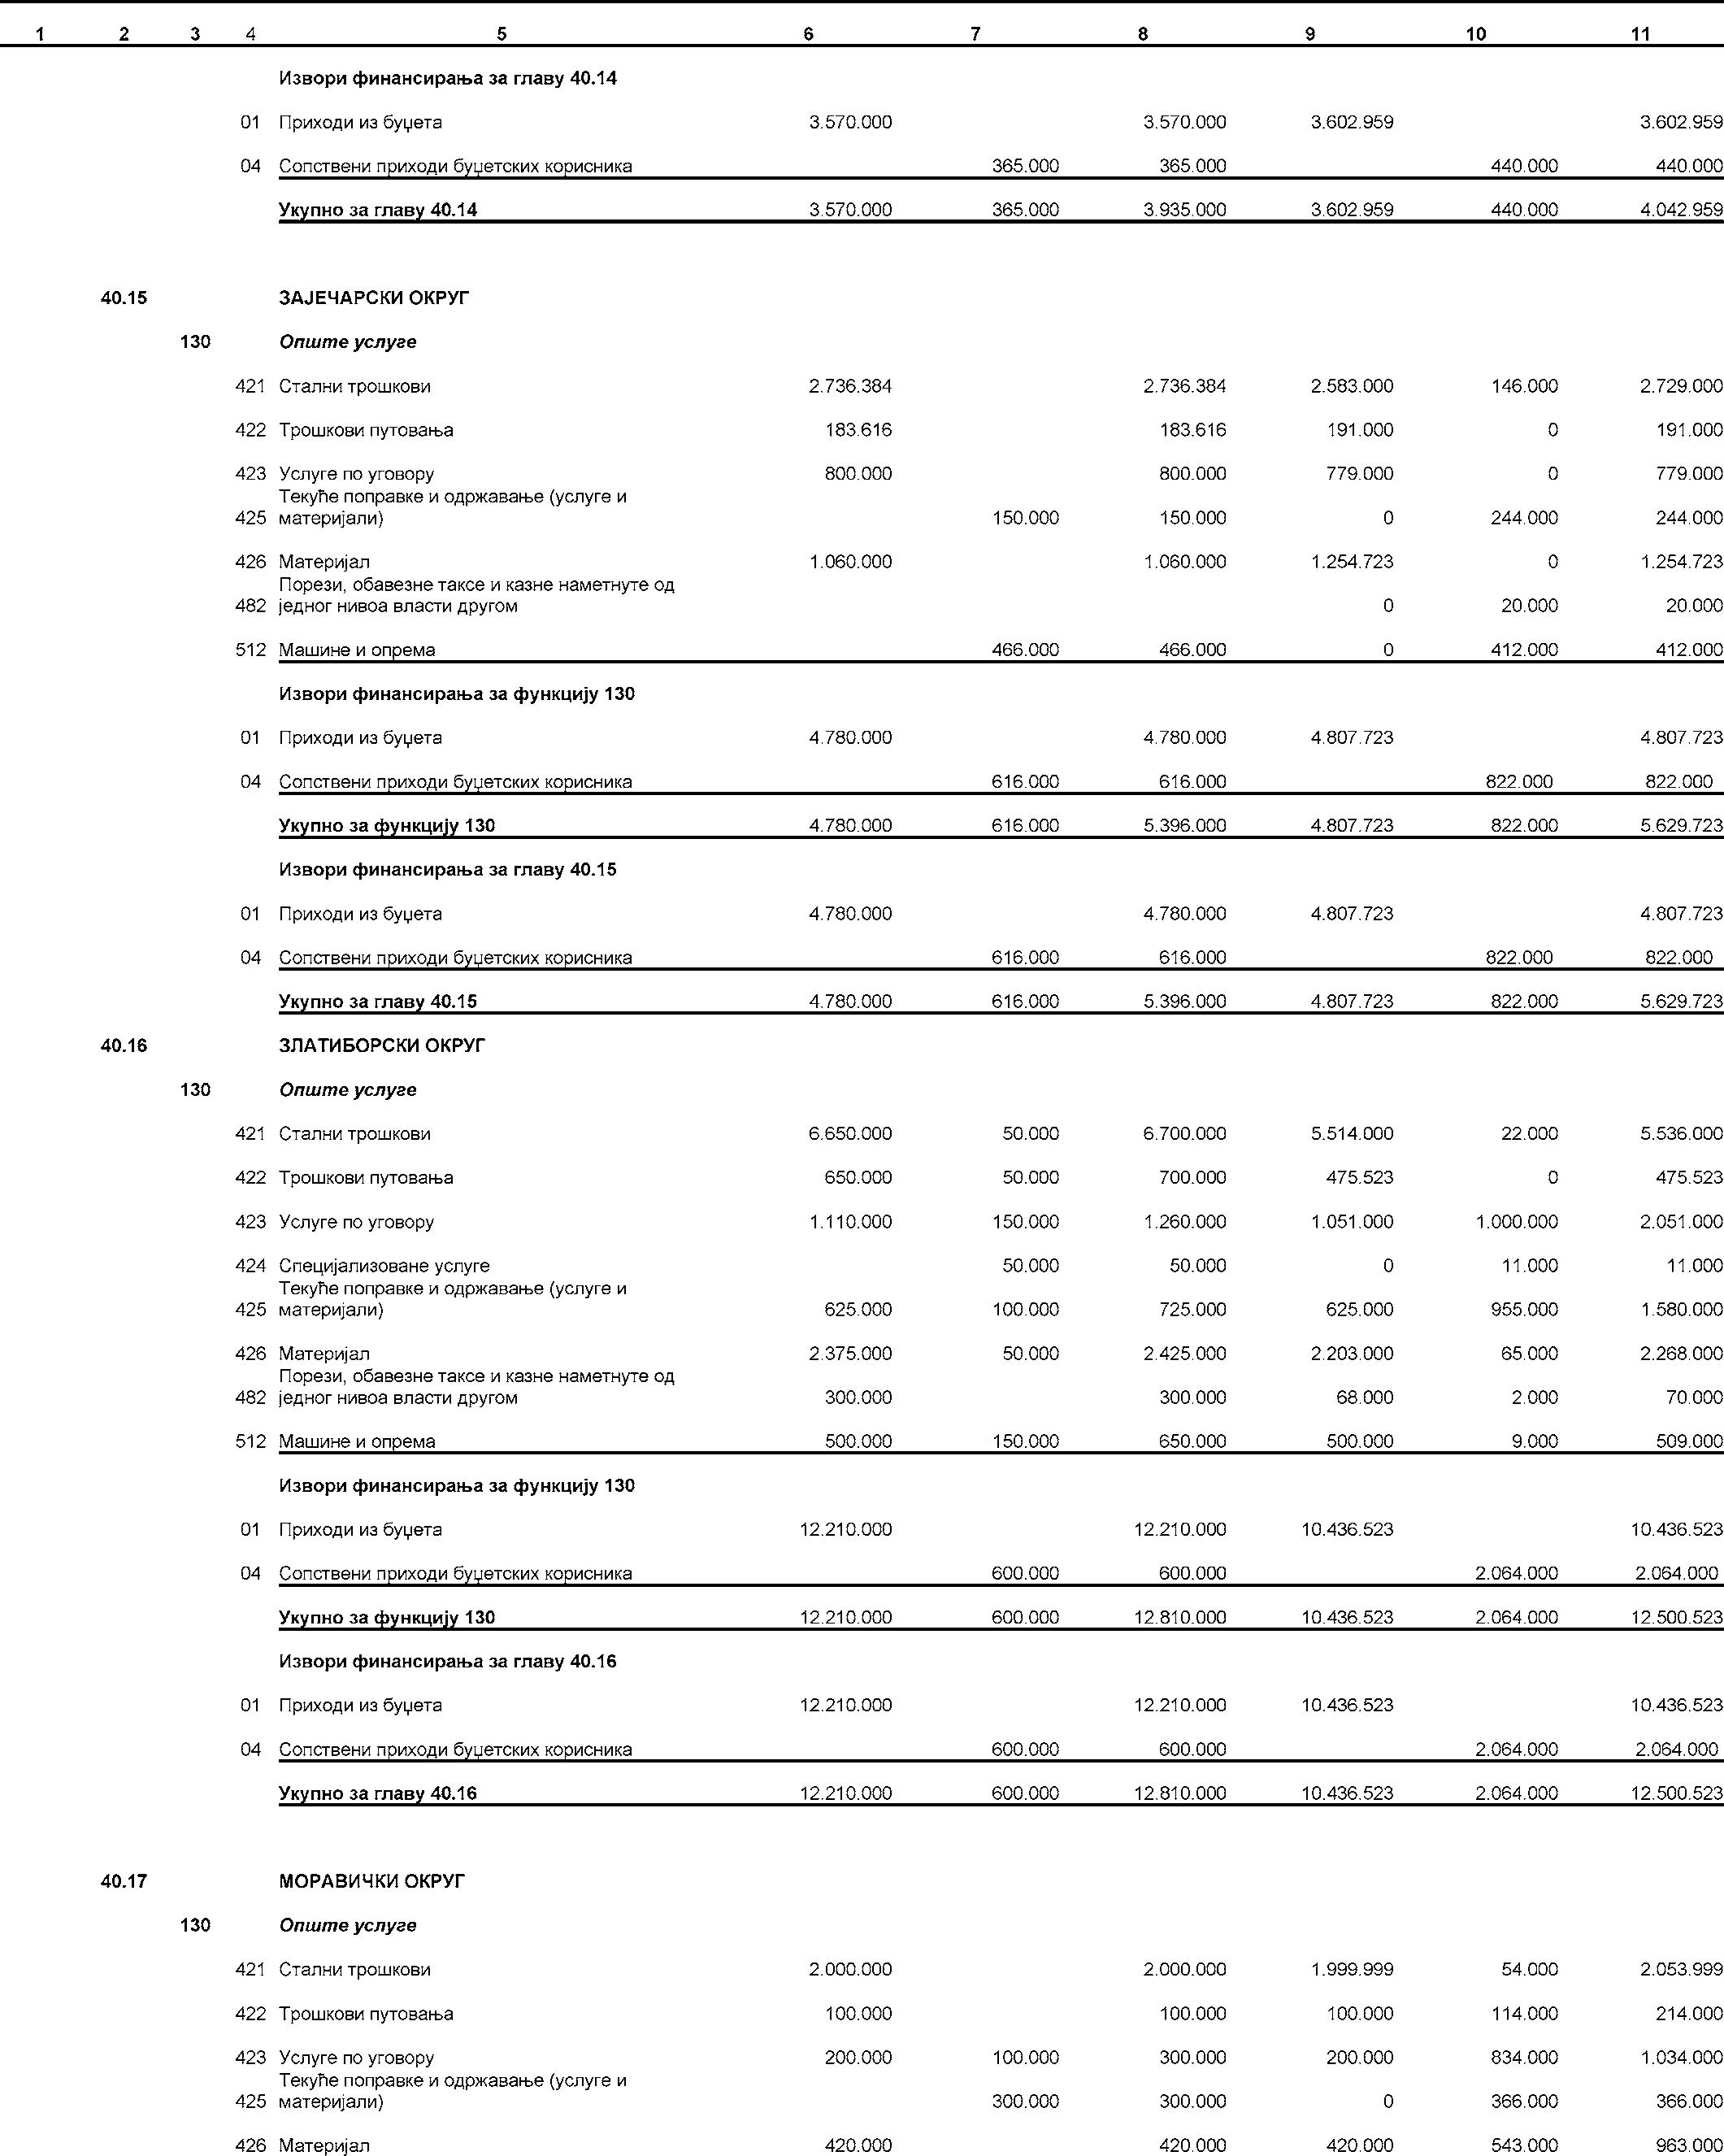 1 2 3 4 5 6 7 8 9 10 11
Извори финансирања за главу 40.14
01 Приходи из буџета 3.570.000 3.570.000 3.602.959 3.602.959
04 Сопствени приходи буџетских корисника 365.000 365.000 440.000 440.000
Укупно за главу 40.14 3.570.000 365.000 3.935.000 3.602.959 440.000 4.042.959
40.15 ЗАЈЕЧАРСКИ ОКРУГ
130 Опште услуге
421 Стални трошкови 2.736.384 2.736.384 2.583.000 146.000 2.729.000
422 Трошкови путовања 183.616 183.616 191.000 0 191.000
423 Услуге по уговору 800.000 800.000 779.000 0 779.000
Текуће поправке и одржавање (услуге и
425 материјали) 150.000 150.000 0 244.000 244.000
426 Материјал 1.060.000 1.060.000 1.254.723 0 1.254.723
Порези, обавезне таксе и казне наметнуте од
482 једног нивоа власти другом 0 20.000 20.000
512 Машине и опрема 466.000 466.000 0 412.000 412.000
Извори финансирања за функцију 130
01 Приходи из буџета 4.780.000 4.780.000 4.807.723 4.807.723
04 Сопствени приходи буџетских корисника 616.000 616.000 822.000 822.000
Укупно за функцију 130 4.780.000 616.000 5.396.000 4.807.723 822.000 5.629.723
Извори финансирања за главу 40.15
01 Приходи из буџета 4.780.000 4.780.000 4.807.723 4.807.723
04 Сопствени приходи буџетских корисника 616.000 616.000 822.000 822.000
Укупно за главу 40.15 4.780.000 616.000 5.396.000 4.807.723 822.000 5.629.723
40.16 ЗЛАТИБОРСКИ ОКРУГ
130 Опште услуге
421 Стални трошкови 6.650.000 50.000 6.700.000 5.514.000 22.000 5.536.000
422 Трошкови путовања 650.000 50.000 700.000 475.523 0 475.523
423 Услуге по уговору 1.110.000 150.000 1.260.000 1.051.000 1.000.000 2.051.000
424 Специјализоване услуге 50.000 50.000 0 11.000 11.000
Текуће поправке и одржавање (услуге и
425 материјали) 625.000 100.000 725.000 625.000 955.000 1.580.000
426 Материјал 2.375.000 50.000 2.425.000 2.203.000 65.000 2.268.000
Порези, обавезне таксе и казне наметнуте од
482 једног нивоа власти другом 300.000 300.000 68.000 2.000 70.000
512 Машине и опрема 500.000 150.000 650.000 500.000 9.000 509.000
Извори финансирања за функцију 130
01 Приходи из буџета 12.210.000 12.210.000 10.436.523 10.436.523
04 Сопствени приходи буџетских корисника 600.000 600.000 2.064.000 2.064.000
Укупно за функцију 130 12.210.000 600.000 12.810.000 10.436.523 2.064.000 12.500.523
Извори финансирања за главу 40.16
01 Приходи из буџета 12.210.000 12.210.000 10.436.523 10.436.523
04 Сопствени приходи буџетских корисника 600.000 600.000 2.064.000 2.064.000
Укупно за главу 40.16 12.210.000 600.000 12.810.000 10.436.523 2.064.000 12.500.523
40.17 МОРАВИЧКИ ОКРУГ
130 Опште услуге
421 Стални трошкови 2.000.000 2.000.000 1.999.999 54.000 2.053.999
422 Трошкови путовања 100.000 100.000 100.000 114.000 214.000
423 Услуге по уговору 200.000 100.000 300.000 200.000 834.000 1.034.000
Текуће поправке и одржавање (услуге и
425 материјали) 300.000 300.000 0 366.000 366.000
426 Материјал 420.000 420.000 420.000 543.000 963.000